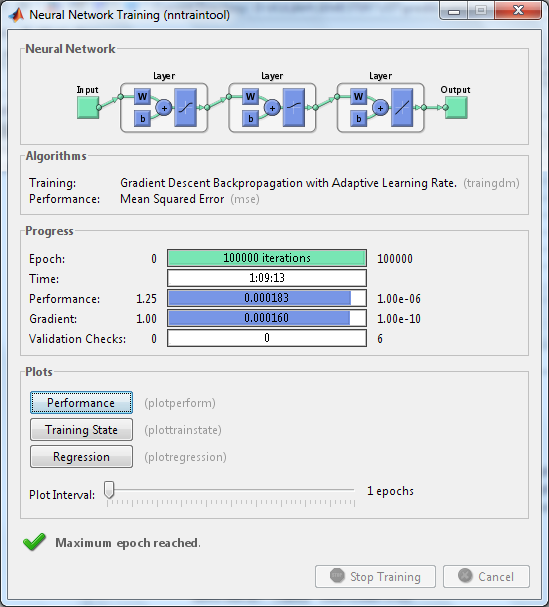 Neural Network Training (nntraintool)
Neural Network
Layer Layer Layer
Input Output
W W W
+ + +
b b b
Algorithms
Training: Gradient Descent Backpropagation with Adaptive Learning Rate. (traingdm)
Performance: Mean Squared Error (mse)
Progress
Epoch: 0 100000 iterations 100000
Time: 1:09:13
Performance: 1.25 0.000183 1.00e-06
Gradient: 1.00 0.000160 1.00e-10
Validation Checks: 0 0 6
Plots
Performance (plotperform)
Training State (plottrainstate)
Regression (plotregression)
Plot Interval: 1 epochs
Maximum epoch reached.
Stop Training Cancel